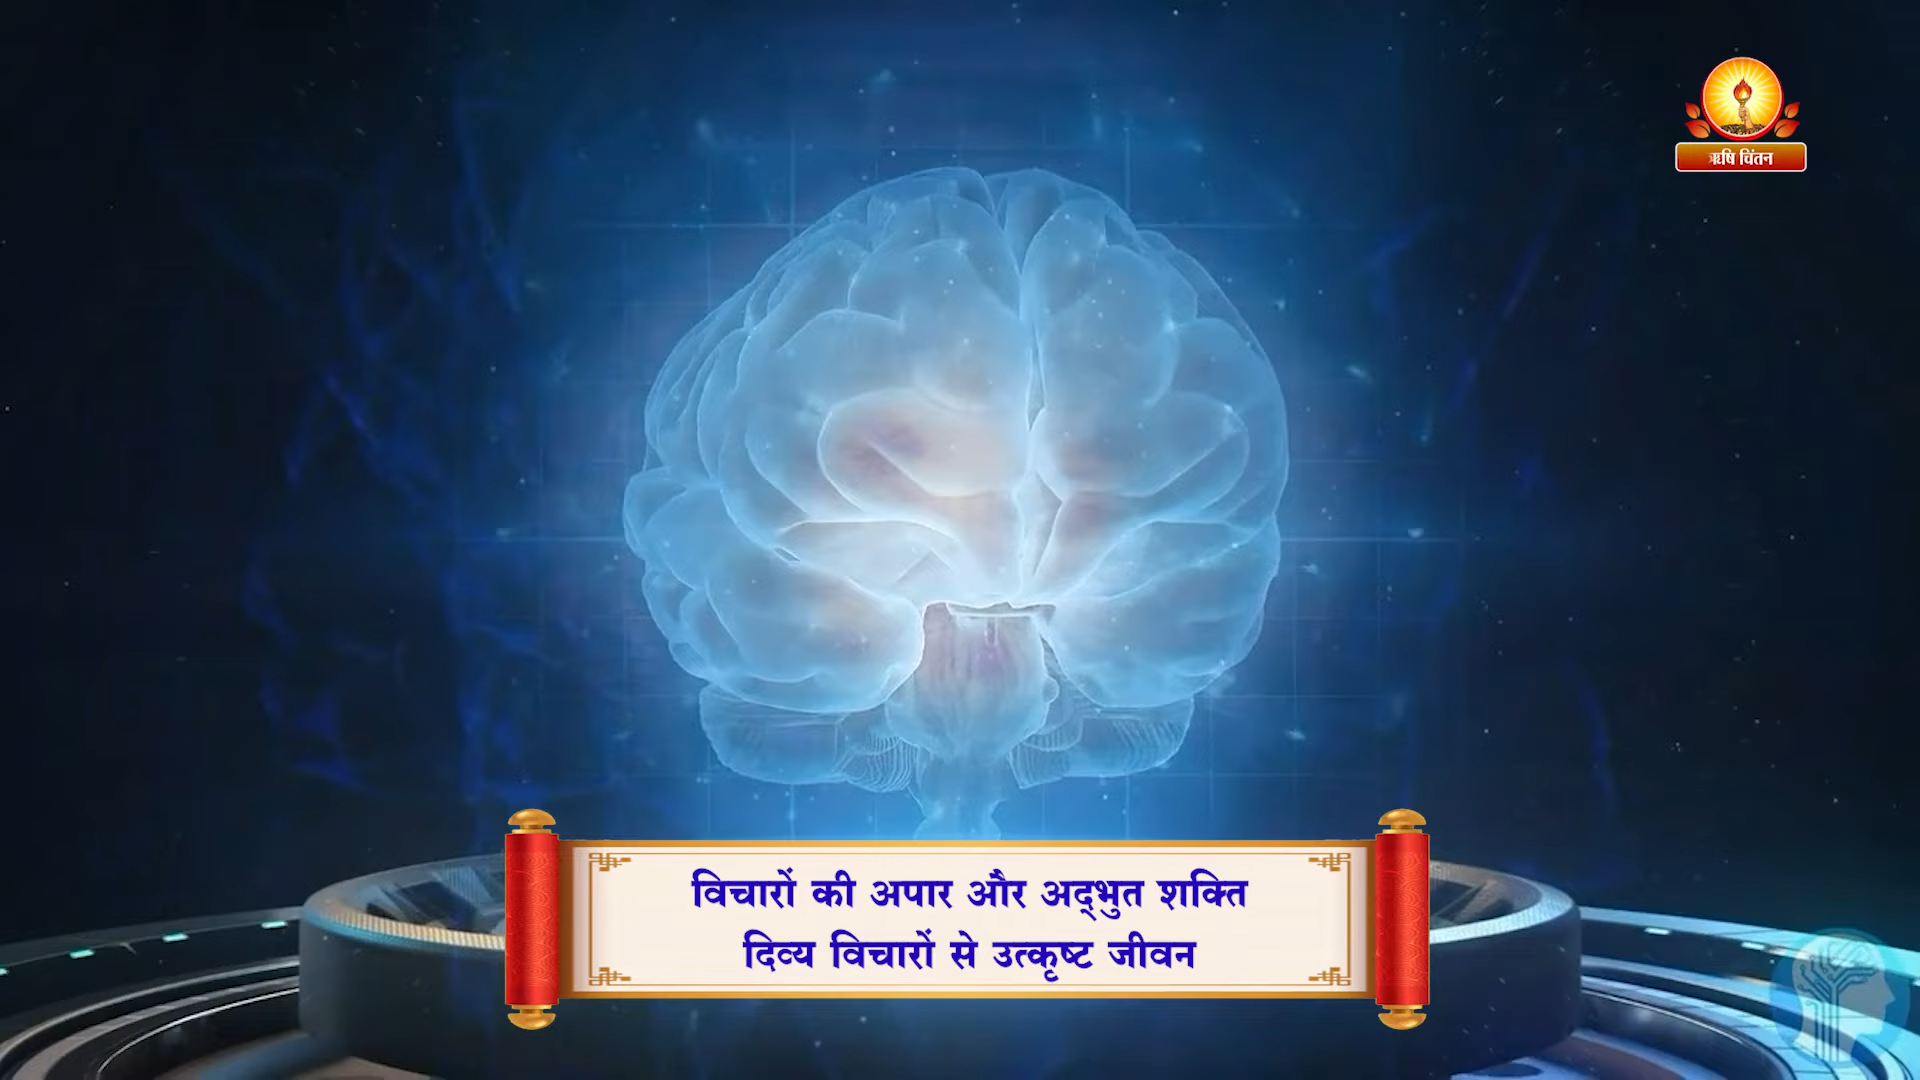 ऋषि चिंतन
विचारों की अपार और अद्‌भुत शक्ति
दिव्य विचारों से उत्कृष्ट जीवन